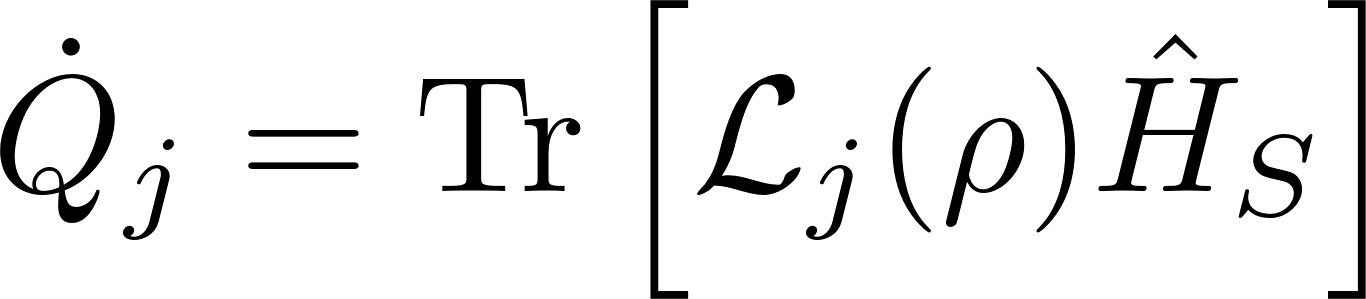 Q̇_j = Tr [ℒ_j(ρ)Ĥ_S]